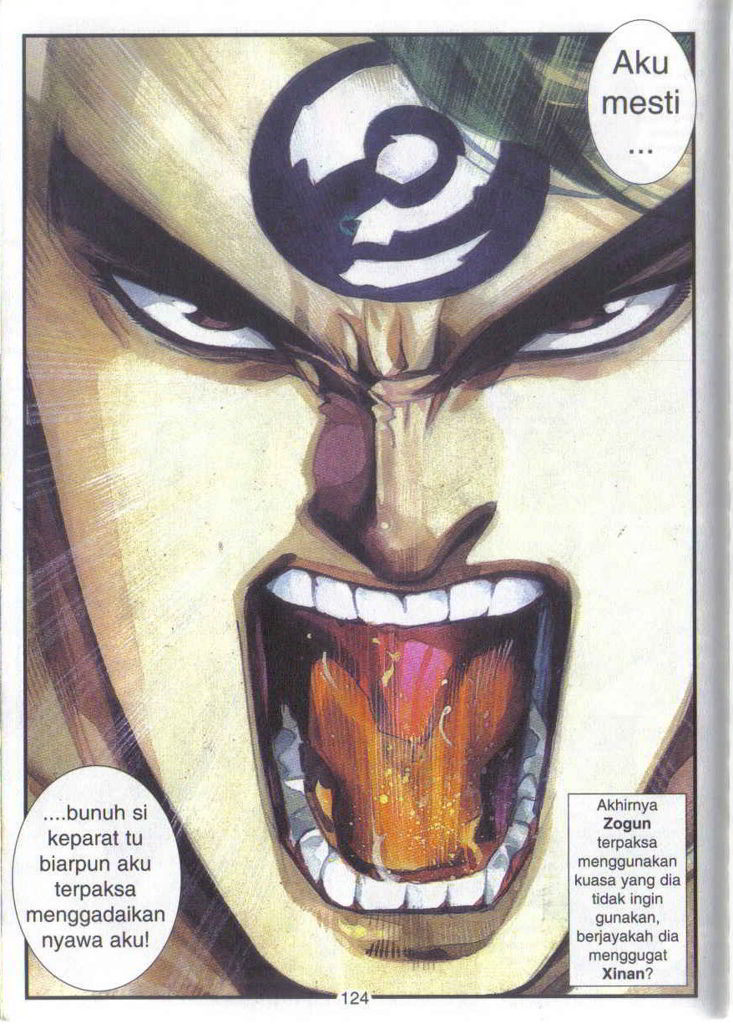 Aku
mesti
...
....bunuh si
keparat tu
biarpun aku
terpaksa
menggadaikan
nyawa aku!
Akhirnya
Zogun
terpaksa
menggunakan
kuasa yang dia
tidak ingin
gunakan,
berjayakah dia
menggugat
Xinan?
124